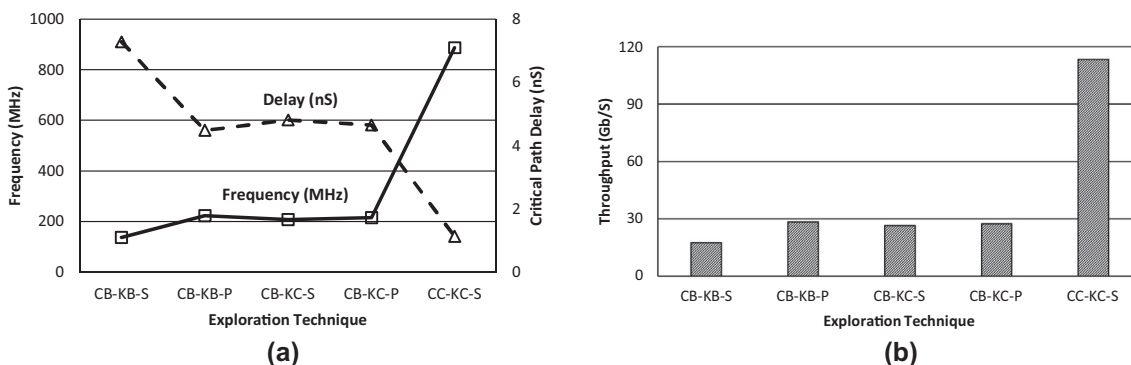 1000
800
600
400
200
0
Frequency (MHz)
Delay (nS)
Frequency (MHz)
8
6
4
2
0
Critical Path Delay (nS)
CB-KB-S CB-KB-P CB-KC-S CB-KC-P CC-KC-S
Exploration Technique
(a)
120
90
60
30
0
Throughput (Gb/S)
CB-KB-S CB-KB-P CB-KC-S CB-KC-P CC-KC-S
Exploration Technique
(b)